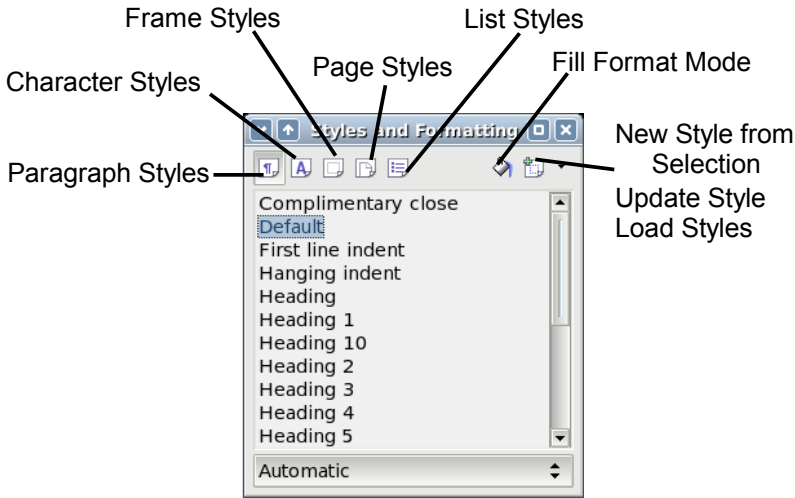 Frame Styles
List Styles
Page Styles
Fill Format Mode
Character Styles
Styles and Formatting
New Style from
Selection
Paragraph Styles
Update Style
Load Styles
Complimentary close
Default
First line indent
Hanging indent
Heading
Heading 1
Heading 10
Heading 2
Heading 3
Heading 4
Heading 5
Automatic